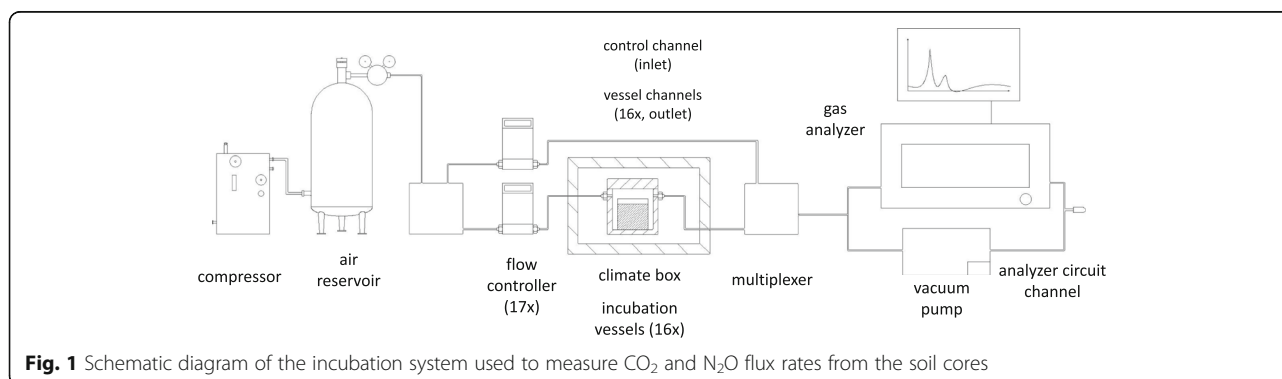 control channel
(inlet)
vessel channels
(16x, outlet)
gas
analyzer
compressor
air
reservoir
flow
controller
(17x)
climate box
incubation
vessels (16x)
multiplexer
vacuum
pump
analyzer circuit
channel
Fig. 1 Schematic diagram of the incubation system used to measure CO₂ and N₂O flux rates from the soil cores